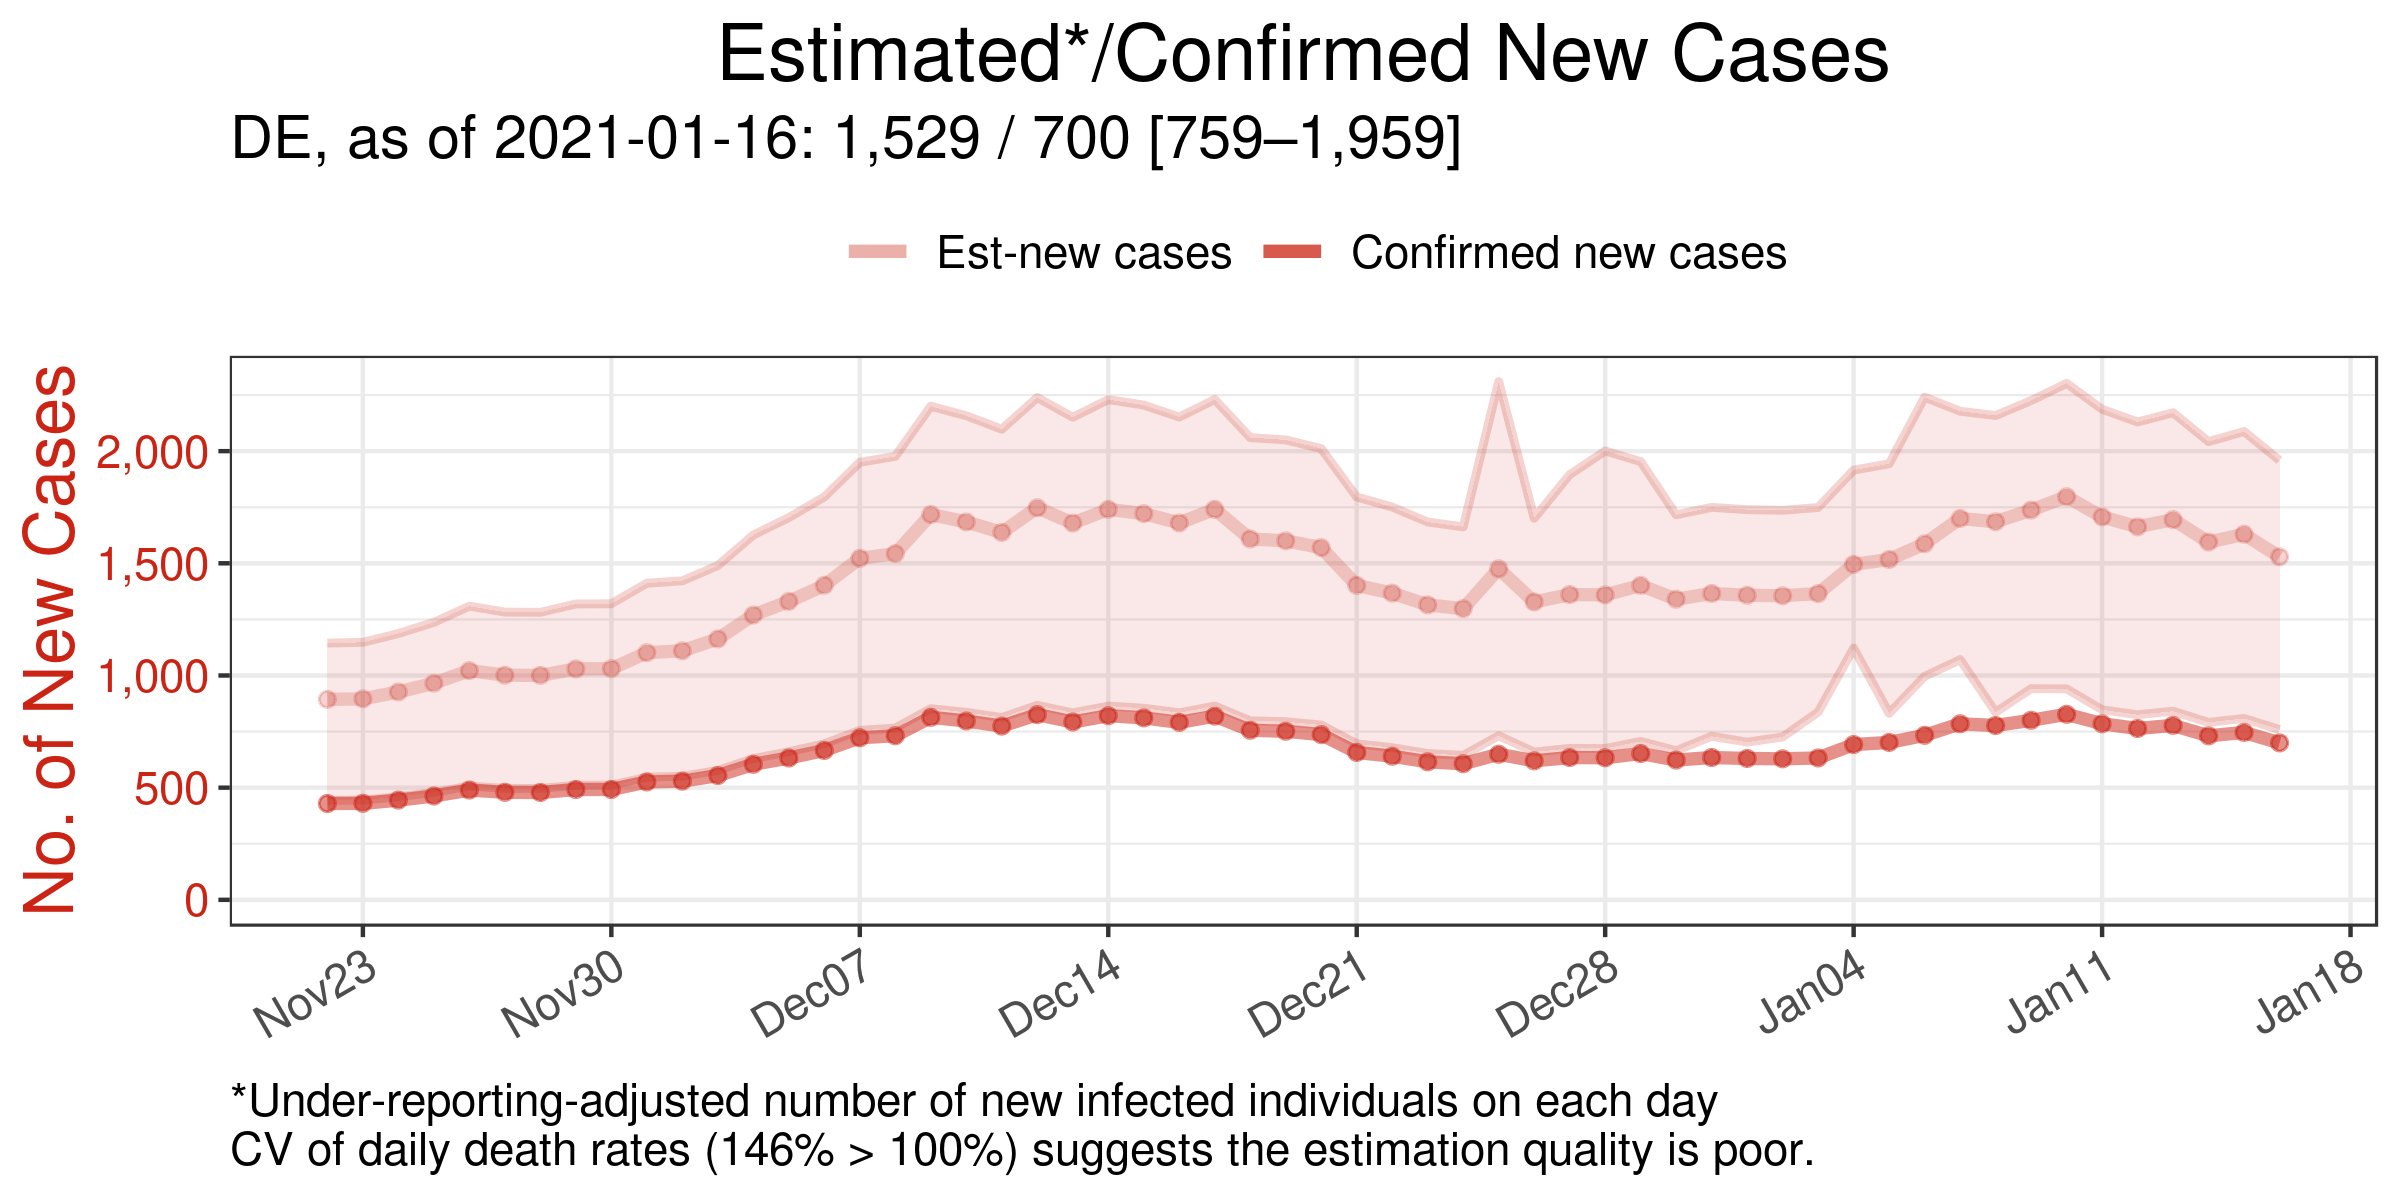 Estimated*/Confirmed New Cases
DE, as of 2021-01-16: 1,529 / 700 [759–1,959]
Est-new cases Confirmed new cases
No. of New Cases
2,000
1,500
1,000
500
0
Nov23 Nov30 Dec07 Dec14 Dec21 Dec28 Jan04 Jan11 Jan18
*Under-reporting-adjusted number of new infected individuals on each day
CV of daily death rates (146% > 100%) suggests the estimation quality is poor.